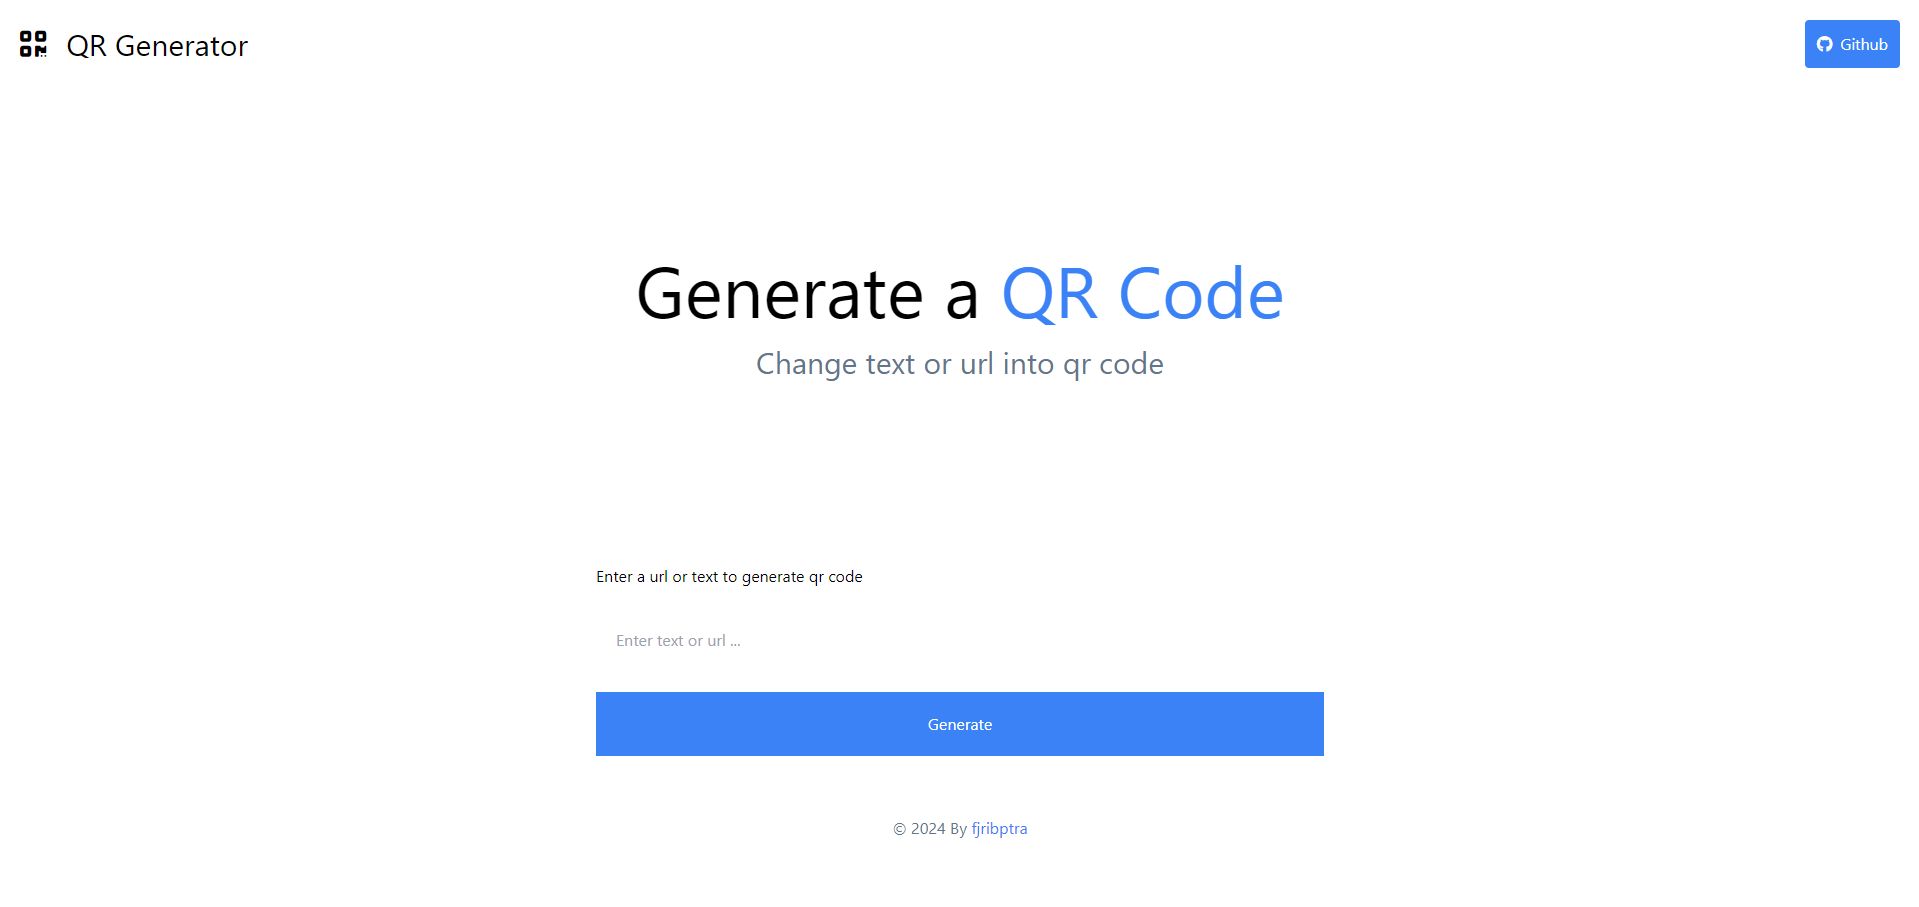 QR Generator
Github
Generate a QR Code
Change text or url into qr code
Enter a url or text to generate qr code
Enter text or url ...
Generate
© 2024 By fjribptra